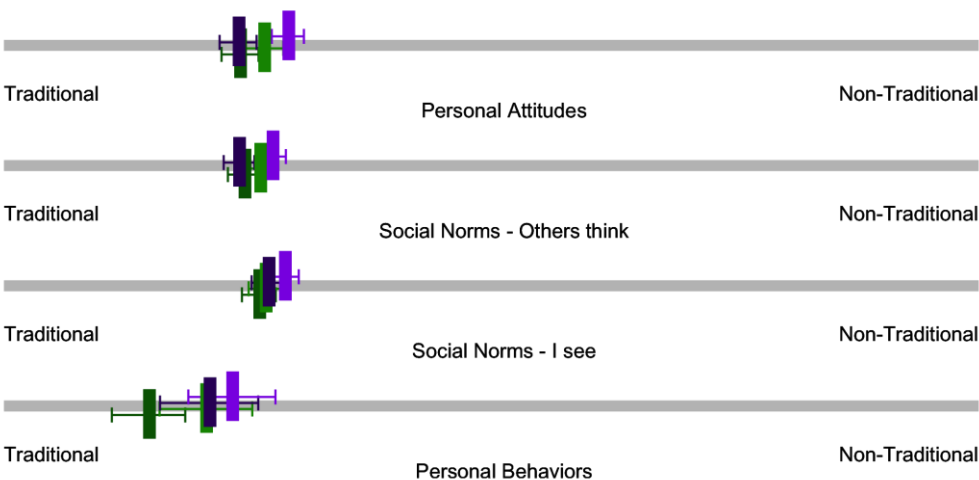 Traditional Non-Traditional
Personal Attitudes
Traditional Non-Traditional
Social Norms - Others think
Traditional Non-Traditional
Social Norms - I see
Traditional Non-Traditional
Personal Behaviors